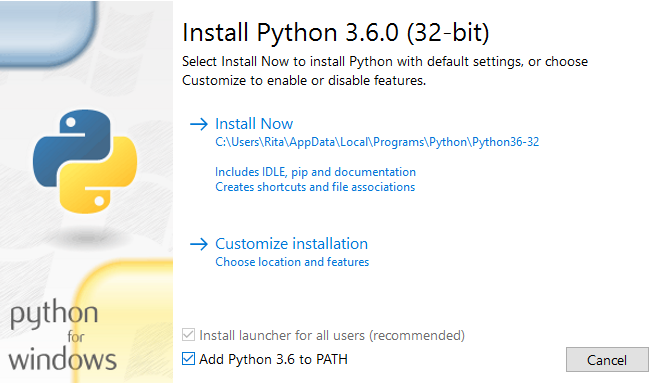 Install Python 3.6.0 (32-bit)
Select Install Now to install Python with default settings, or choose
Customize to enable or disable features.
Install Now
C:\Users\Rita\AppData\Local\Programs\Python\Python36-32
Includes IDLE, pip and documentation
Creates shortcuts and file associations
Customize installation
Choose location and features
python
for
windows
Install launcher for all users (recommended)
Add Python 3.6 to PATH
Cancel